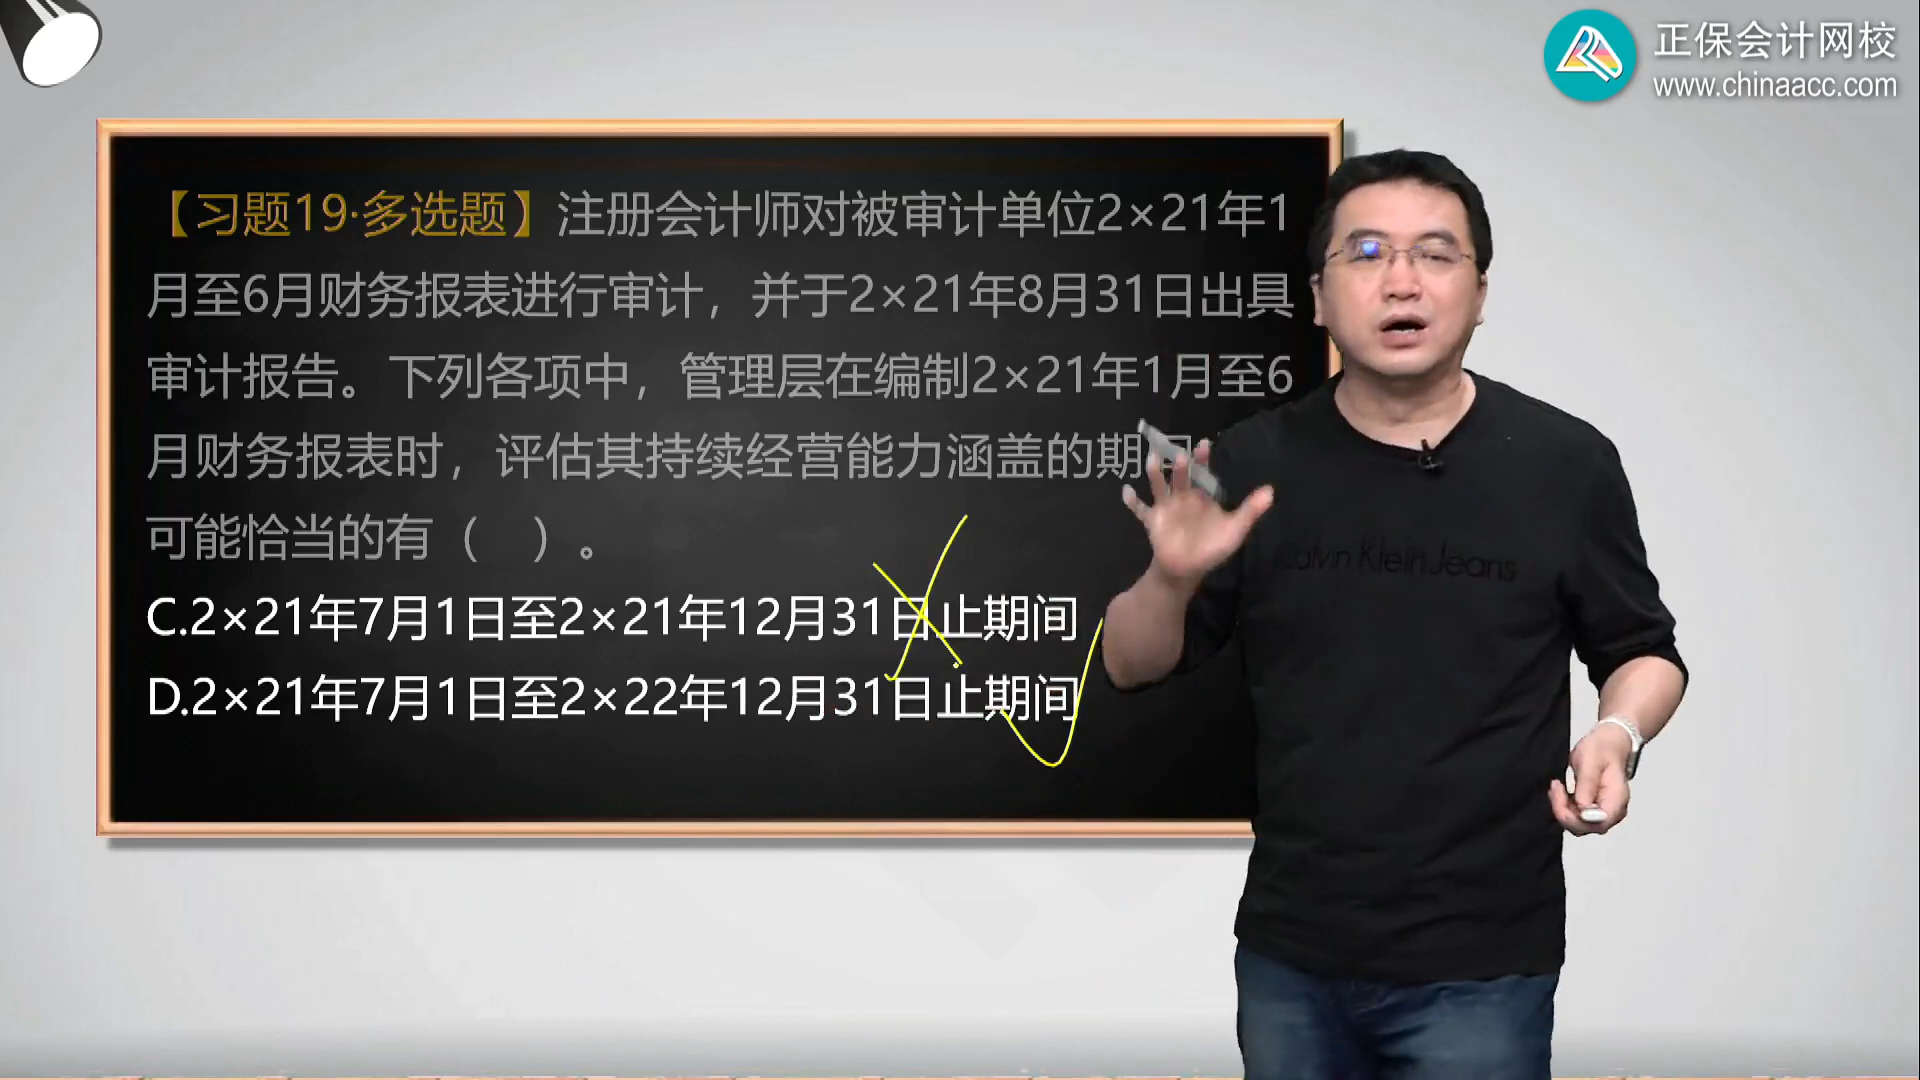 正保会计网校
www.chinaacc.com
【习题19·多选题】注册会计师对被审计单位2×21年1
月至6月财务报表进行审计，并于2×21年8月31日出具
审计报告。下列各项中，管理层在编制2×21年1月至6
月财务报表时，评估其持续经营能力涵盖的期间
可能恰当的有（ ）。
C.2×21年7月1日至2×21年12月31日止期间
D.2×21年7月1日至2×22年12月31日止期间
Calvin Klein Jeans